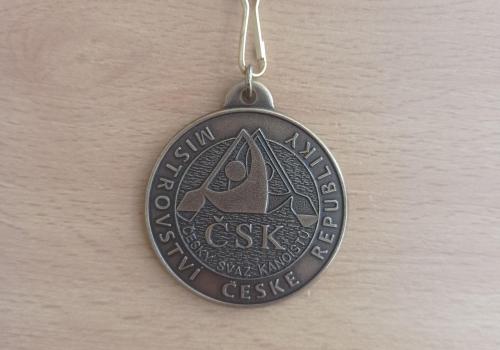 MISTROVSTVÍ ČESKÉ REPUBLIKY
ČSK
ČESKÝ SVAZ KANOISTŮ